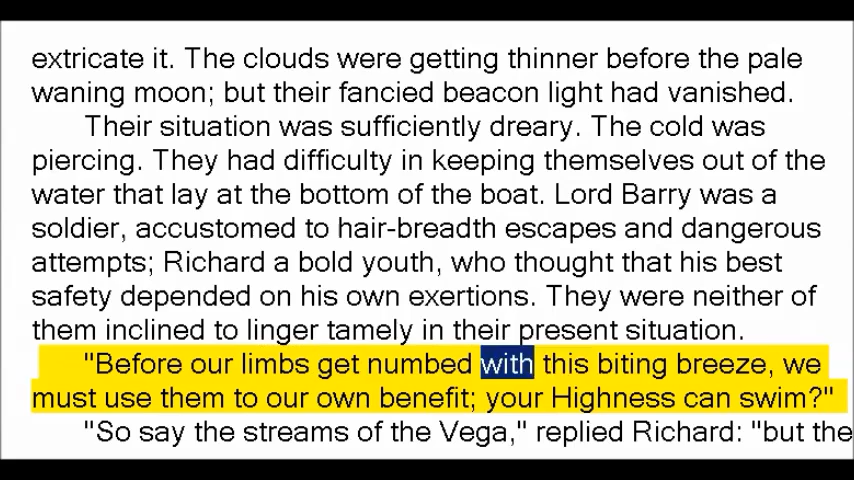 extricate it. The clouds were getting thinner before the pale
waning moon; but their fancied beacon light had vanished.
Their situation was sufficiently dreary. The cold was
piercing. They had difficulty in keeping themselves out of the
water that lay at the bottom of the boat. Lord Barry was a
soldier, accustomed to hair-breadth escapes and dangerous
attempts; Richard a bold youth, who thought that his best
safety depended on his own exertions. They were neither of
them inclined to linger tamely in their present situation.
"Before our limbs get numbed with this biting breeze, we
must use them to our own benefit; your Highness can swim?"
"So say the streams of the Vega," replied Richard: "but the